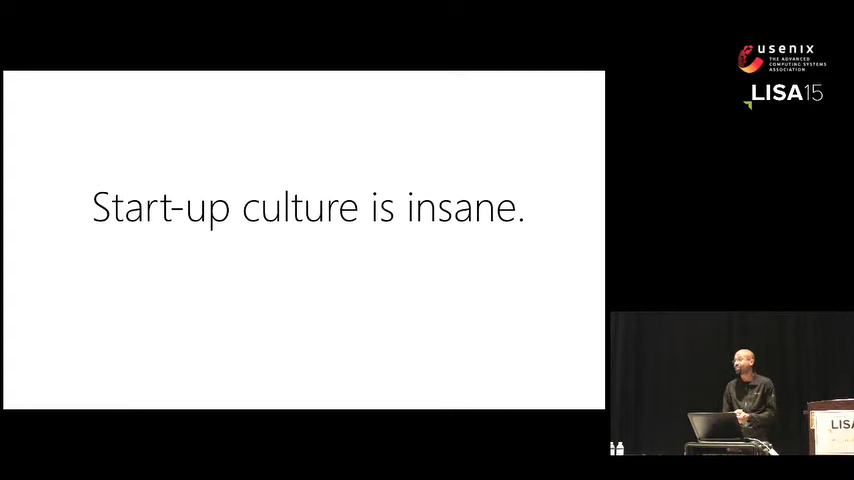 usenix
THE ADVANCED
COMPUTING SYSTEMS
ASSOCIATION
LISA15
Start-up culture is insane.
LISA